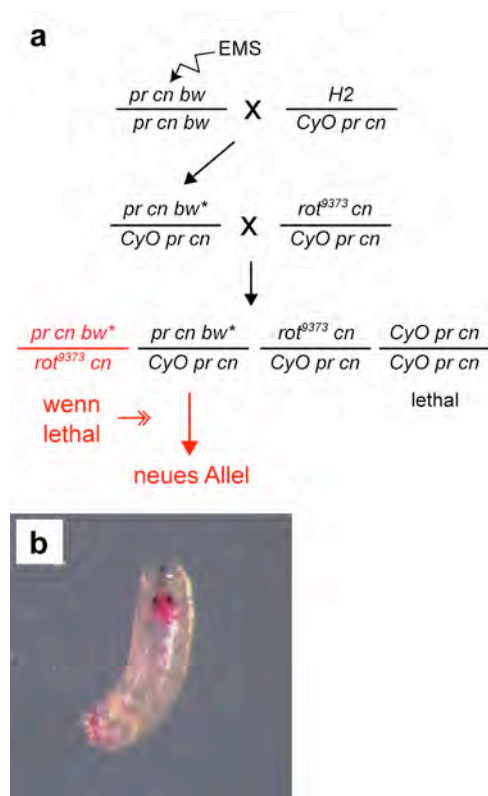 a
EMS
pr cn bw X H2
pr cn bw CyO pr cn
pr cn bw* X rot9373 cn
CyO pr cn CyO pr cn
pr cn bw* pr cn bw* rot9373 cn CyO pr cn
rot9373 cn CyO pr cn CyO pr cn CyO pr cn
wenn lethal
lethal
neues Allel
b